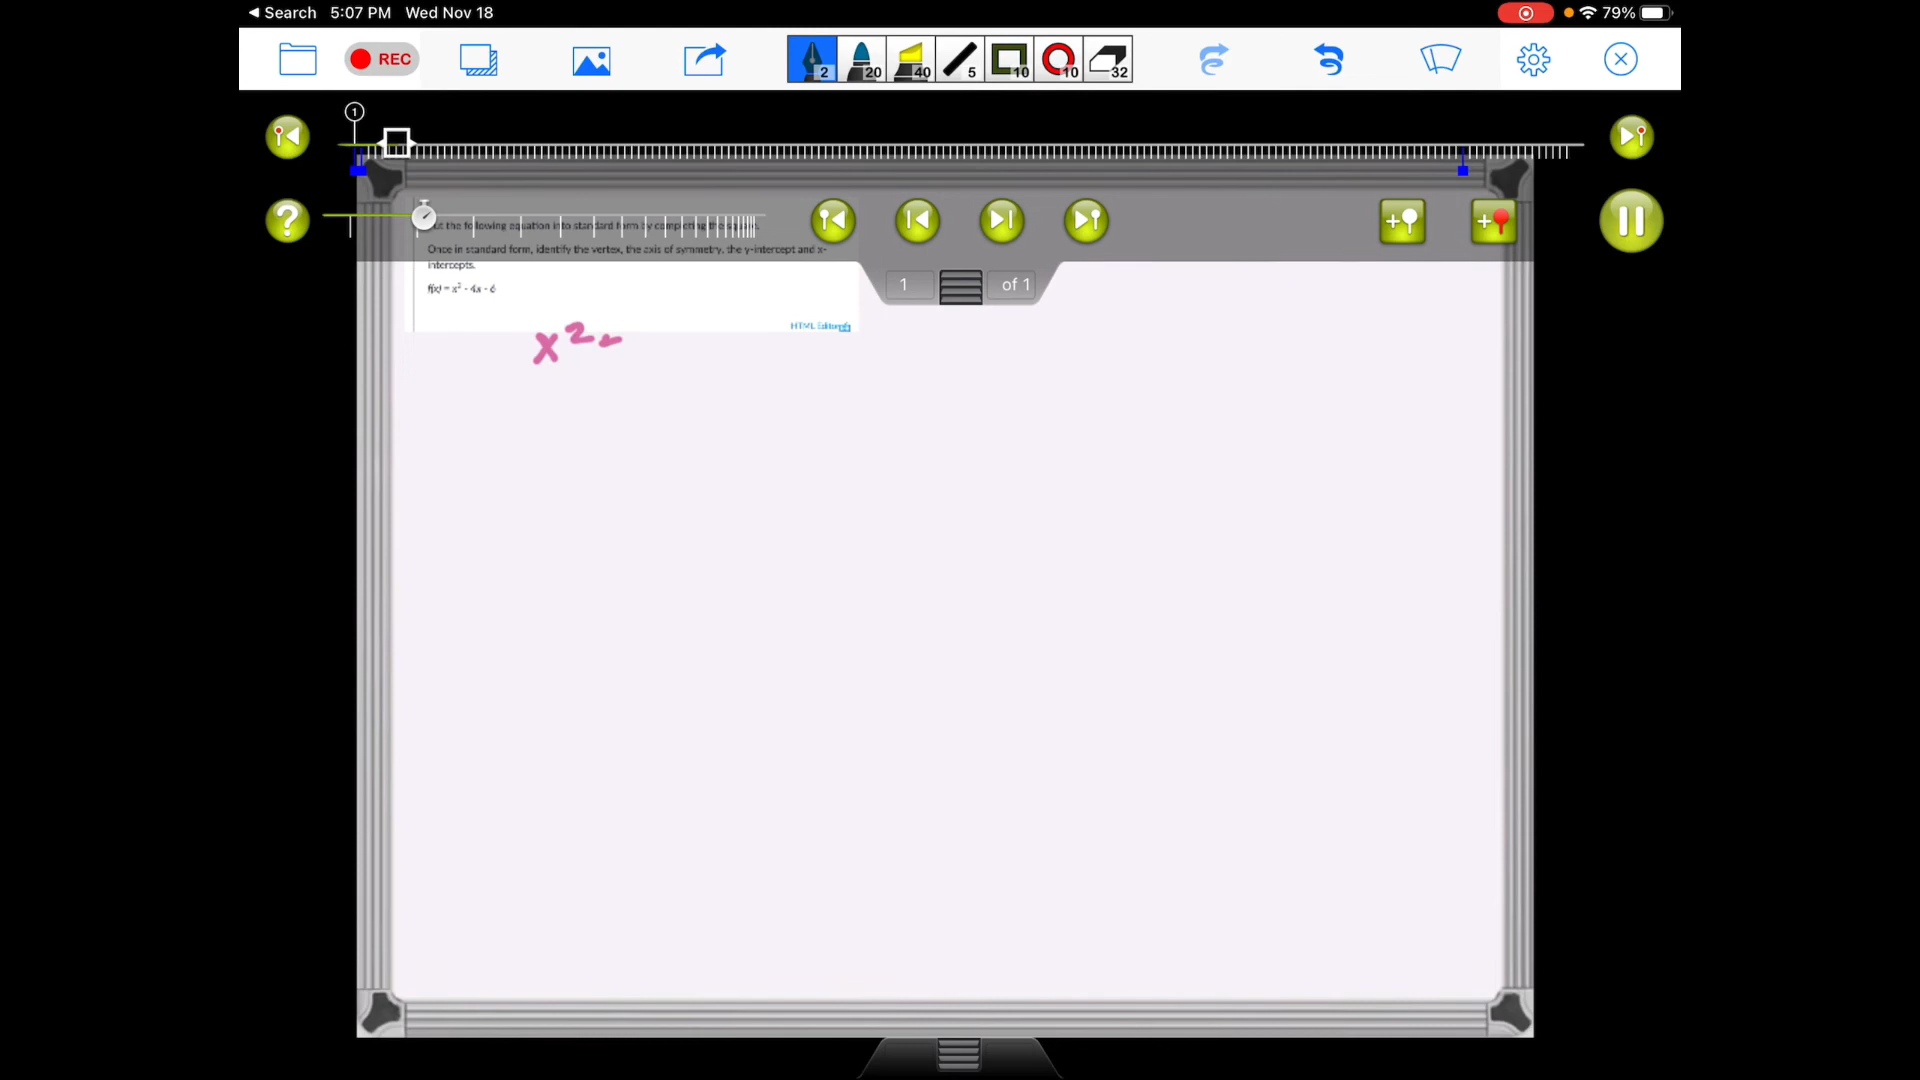 Search 5:07 PM Wed Nov 18 79%
REC 2 20 40 5 10 10 32
1
?
the following equation into standard form by completing the square.
Once in standard form, identify the vertex, the axis of symmetry, the y-intercept and x-
intercepts.
1 of 1
f(x) = x² - 4x - 6
HTML Editor
x²